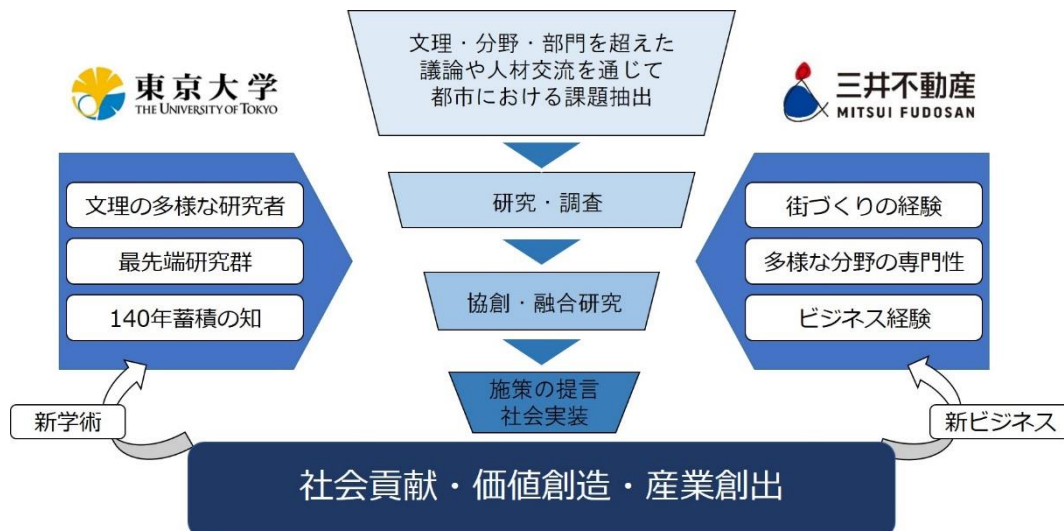 文理・分野・部門を超えた
議論や人材交流を通じて
都市における課題抽出
東京大学
THE UNIVERSITY OF TOKYO
三井不動産
MITSUI FUDOSAN
文理の多様な研究者
最先端研究群
140年蓄積の知
研究・調査
協創・融合研究
施策の提言
社会実装
街づくりの経験
多様な分野の専門性
ビジネス経験
新学術
新ビジネス
社会貢献・価値創造・産業創出